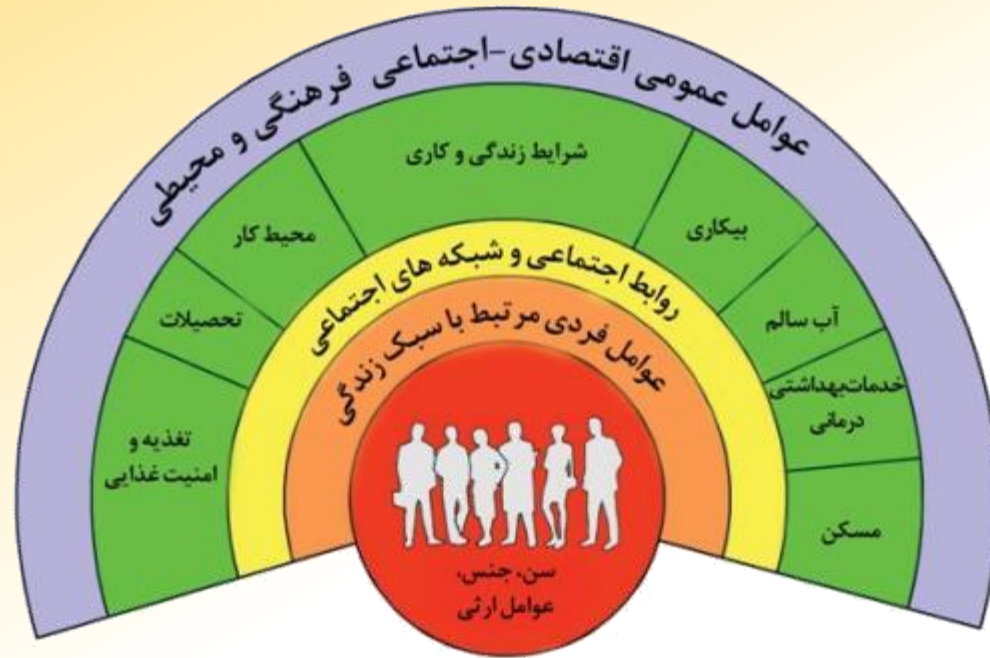 عوامل عمومی اقتصادی-اجتماعی فرهنگی و محیطی
شرایط زندگی و کاری
بیکاری
محیط کار
آب سالم
تحصیلات
خدمات‌بهداشتی
درمانی
تغذیه و
امنیت غذایی
مسکن
روابط اجتماعی و شبکه های اجتماعی
عوامل فردی مرتبط با سبک زندگی
سن، جنس،
عوامل ارثی